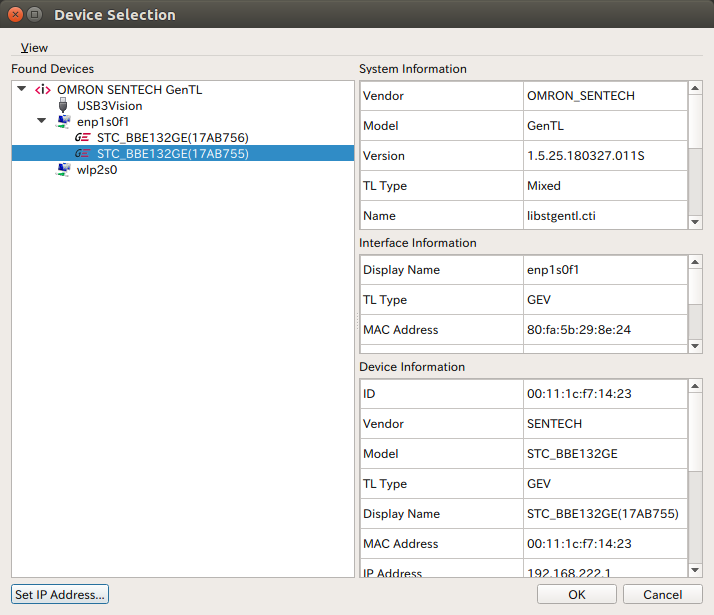 Device Selection
View
Found Devices
OMRON SENTECH GenTL
USB3Vision
enp1s0f1
STC_BBE132GE(17AB756)
STC_BBE132GE(17AB755)
wlp2s0
System Information
Vendor OMRON_SENTECH
Model GenTL
Version 1.5.25.180327.011S
TL Type Mixed
Name libstgentl.cti
Interface Information
Display Name enp1s0f1
TL Type GEV
MAC Address 80:fa:5b:29:8e:24
Device Information
ID 00:11:1c:f7:14:23
Vendor SENTECH
Model STC_BBE132GE
TL Type GEV
Display Name STC_BBE132GE(17AB755)
MAC Address 00:11:1c:f7:14:23
IP Address 192.168.222.1
Set IP Address...
OK
Cancel